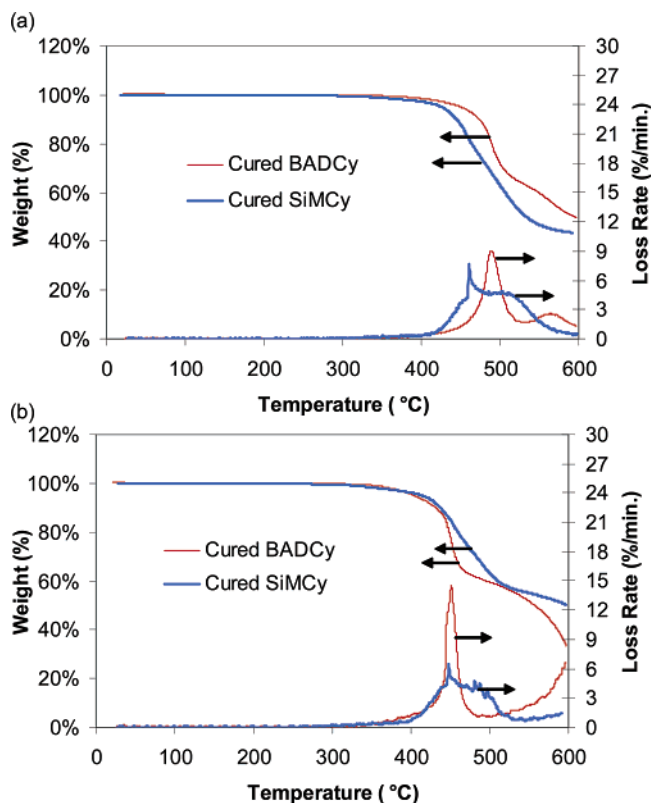 (a)
120%
100%
80%
60%
40%
20%
0%
Weight (%)
Cured BADCy
Cured SiMCy
30
27
24
21
18
15
12
9
6
3
0
Loss Rate (%/min.)
0 100 200 300 400 500 600
Temperature ( °C)
(b)
120%
100%
80%
60%
40%
20%
0%
Weight (%)
Cured BADCy
Cured SiMCy
30
27
24
21
18
15
12
9
6
3
0
Loss Rate (%/min.)
0 100 200 300 400 500 600
Temperature ( °C)